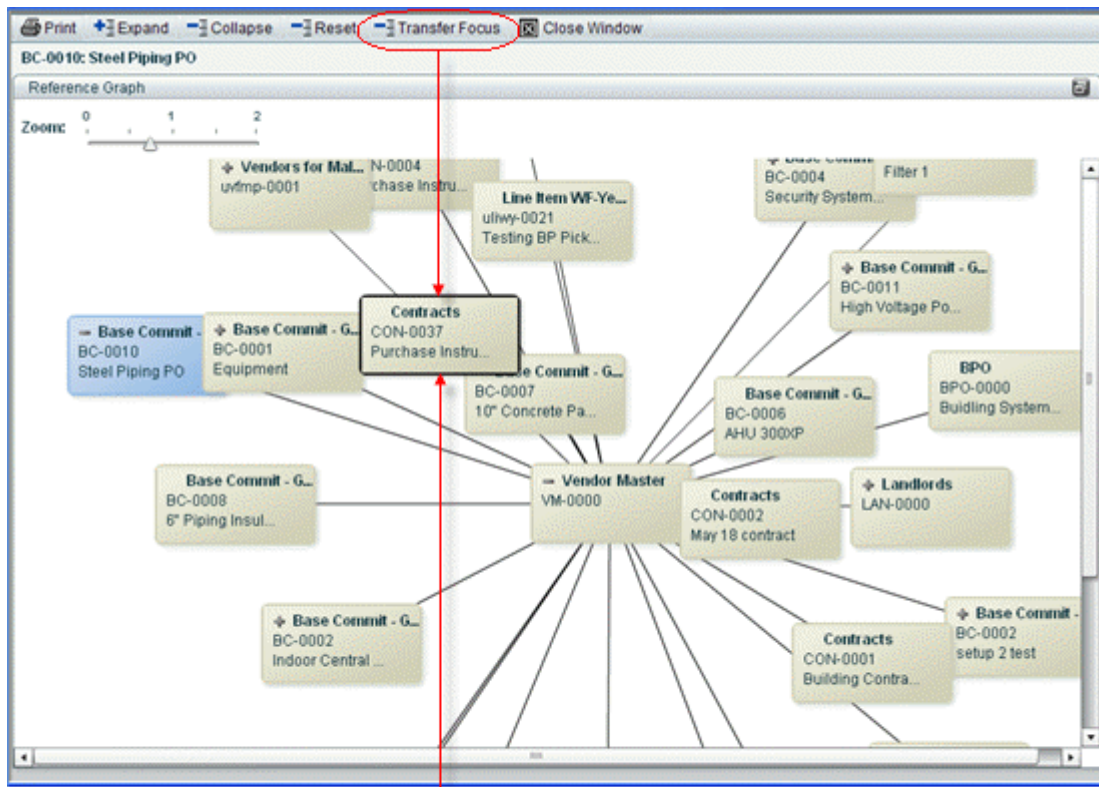 Print Expand Collapse Reset Transfer Focus Close Window
BC-0010: Steel Piping PO
Reference Graph
Zoom: 0 1 2
Vendors for Mal...
uvfmp-0001
N-0004
rchase Instru...
Line Item WF-Ye...
uliwy-0021
Testing BP Pick...
Base Commi
BC-0004
Security System...
Filter 1
Base Commit - G...
BC-0011
High Voltage Po...
Contracts
CON-0037
Purchase Instru...
Base Commit -
BC-0010
Steel Piping PO
Base Commit - G...
BC-0001
Equipment
e Commit - G...
BC-0007
10" Concrete Pa...
BPO
BPO-0000
Buidling System...
Base Commit - G...
BC-0006
AHU 300XP
Base Commit - G...
BC-0008
6" Piping Insul...
Vendor Master
VM-0000
Contracts
CON-0002
May 18 contract
Landlords
LAN-0000
Base Commit - G...
BC-0002
Indoor Central ...
Base Commit -
BC-0002
setup 2 test
Contracts
CON-0001
Building Contra...